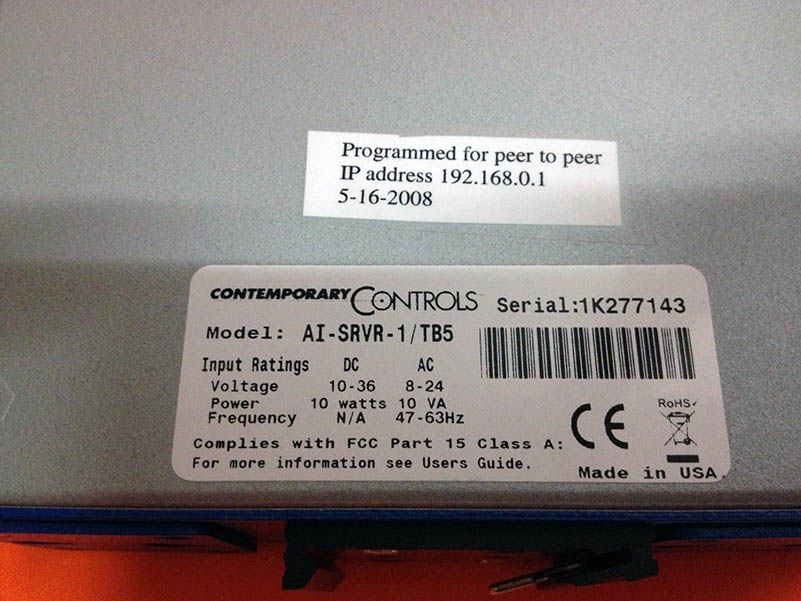 Programmed for peer to peer
IP address 192.168.0.1
5-16-2008
CONTEMPORARY CONTROLS Serial:1K277143
Model: AI-SRVR-1/TB5
Input Ratings DC AC
Voltage 10-36 8-24
Power 10 watts 10 VA
Frequency N/A 47-63Hz
RoHS✓
Complies with FCC Part 15 Class A: CE
For more information see Users Guide.
Made in USA